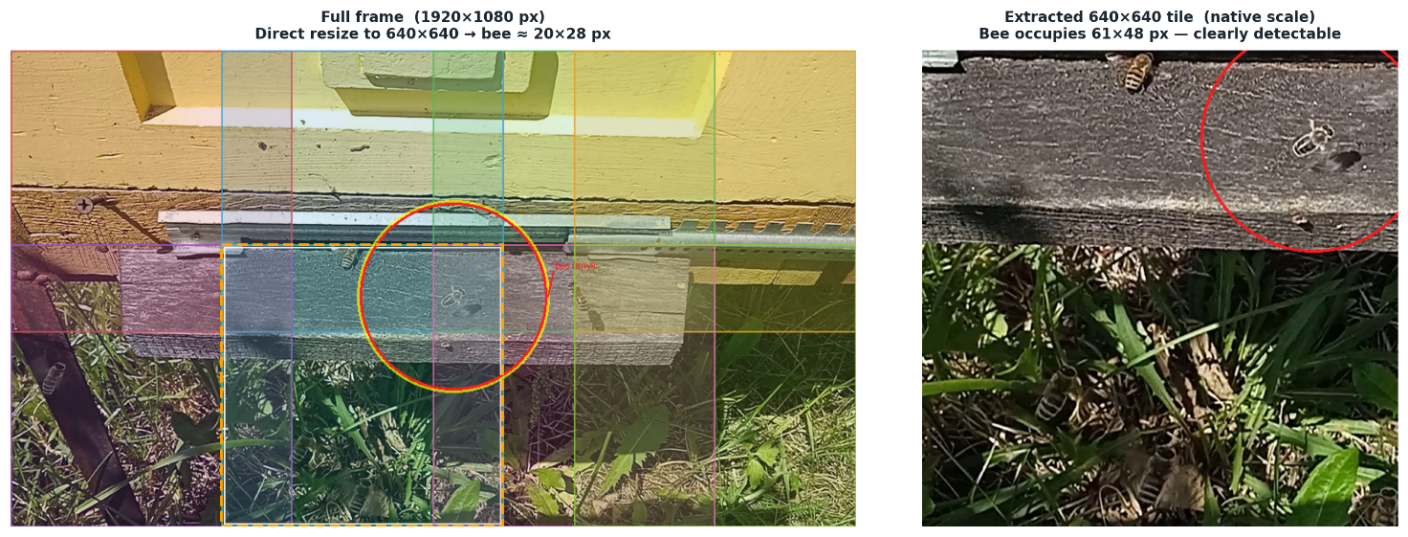 Full frame  (1920×1080 px)
Direct resize to 640×640 → bee ≈ 20×28 px
Extracted 640×640 tile  (native scale)
Bee occupies 61×48 px — clearly detectable